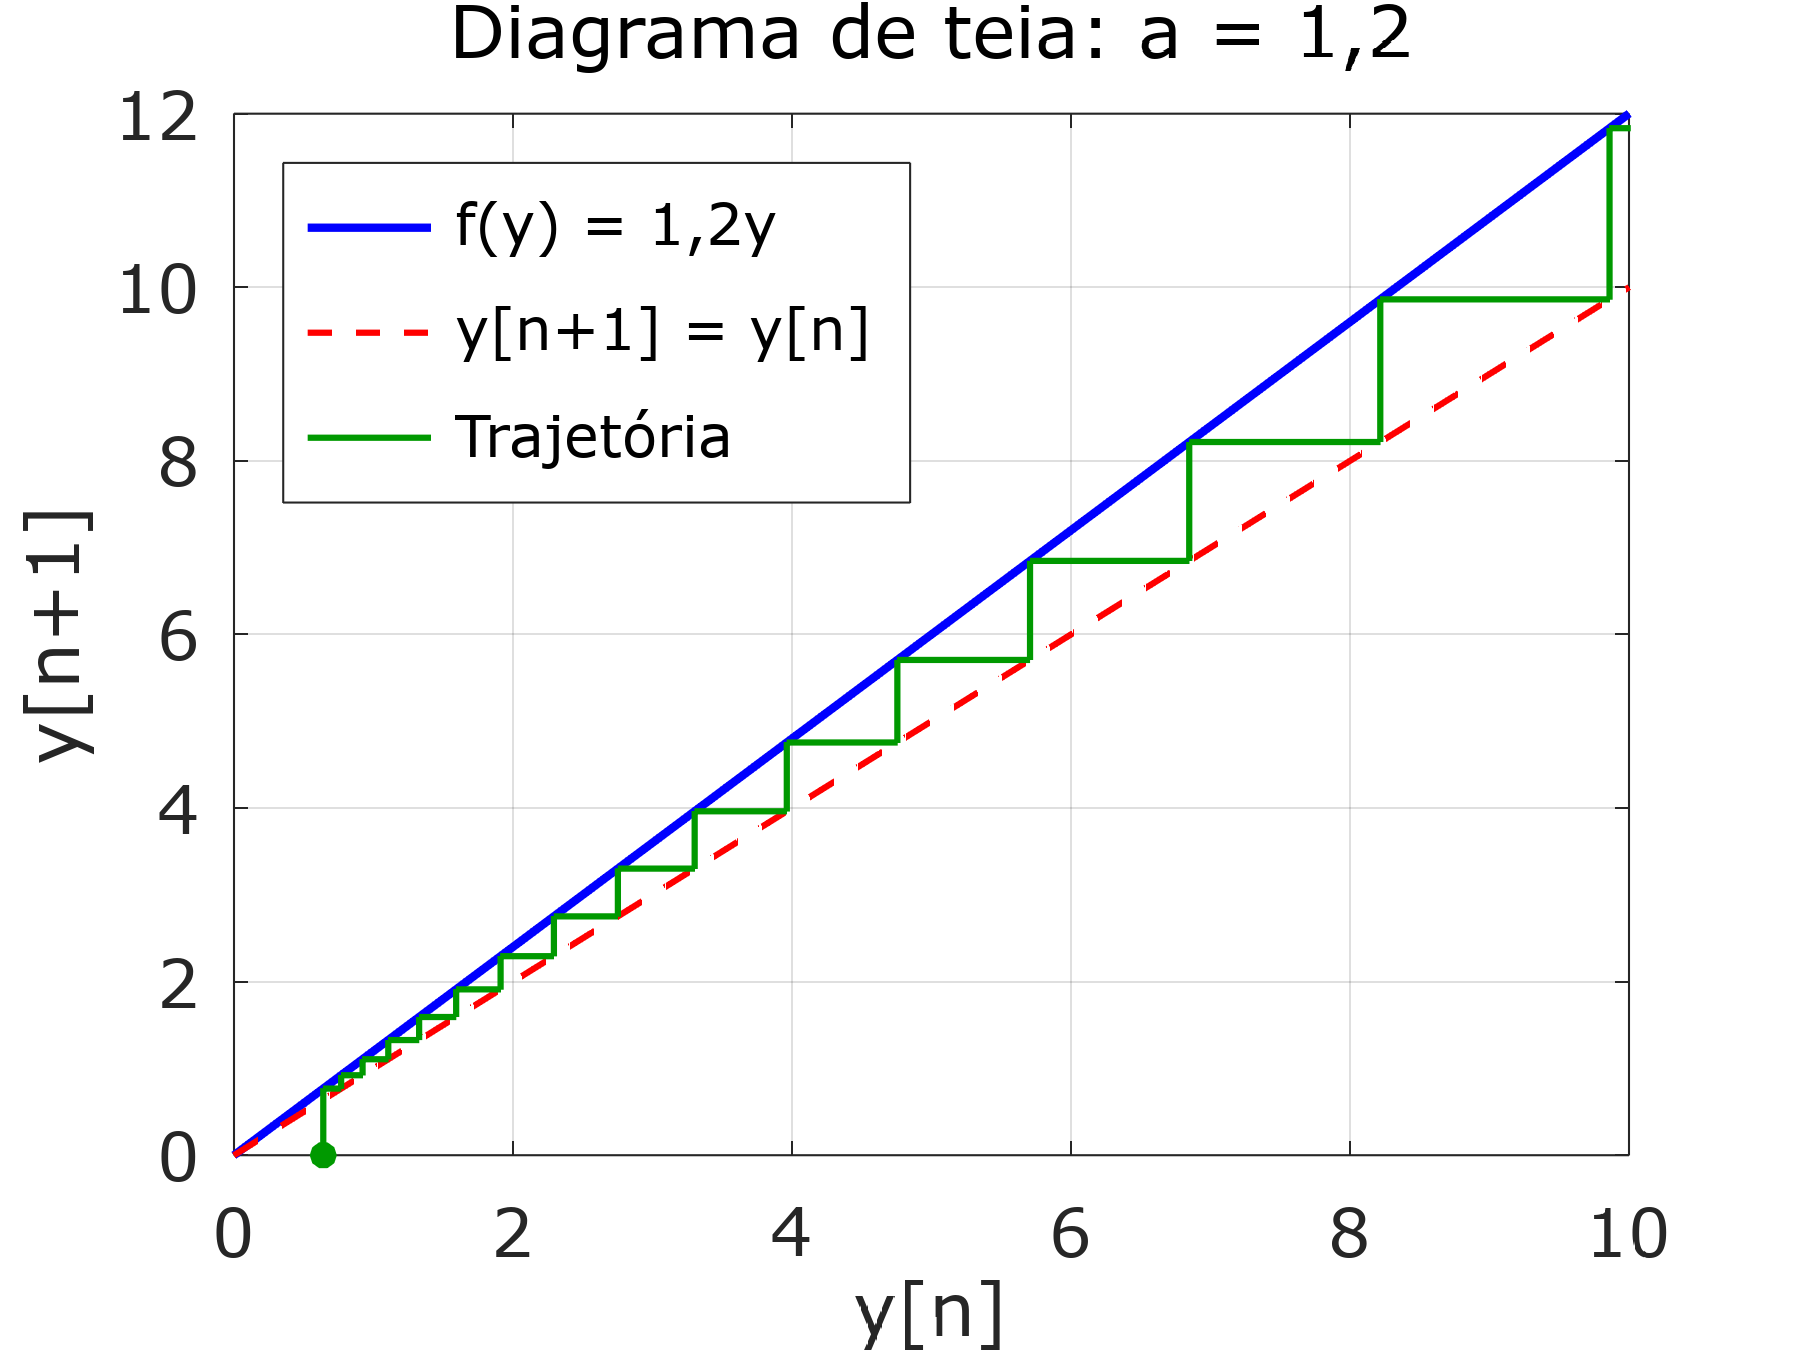 Diagrama de teia: a = 1,2
12
10
8
6
4
2
0
f(y) = 1,2y
y[n+1] = y[n]
Trajetória
y[n+1]
0 2 4 6 8 10
y[n]